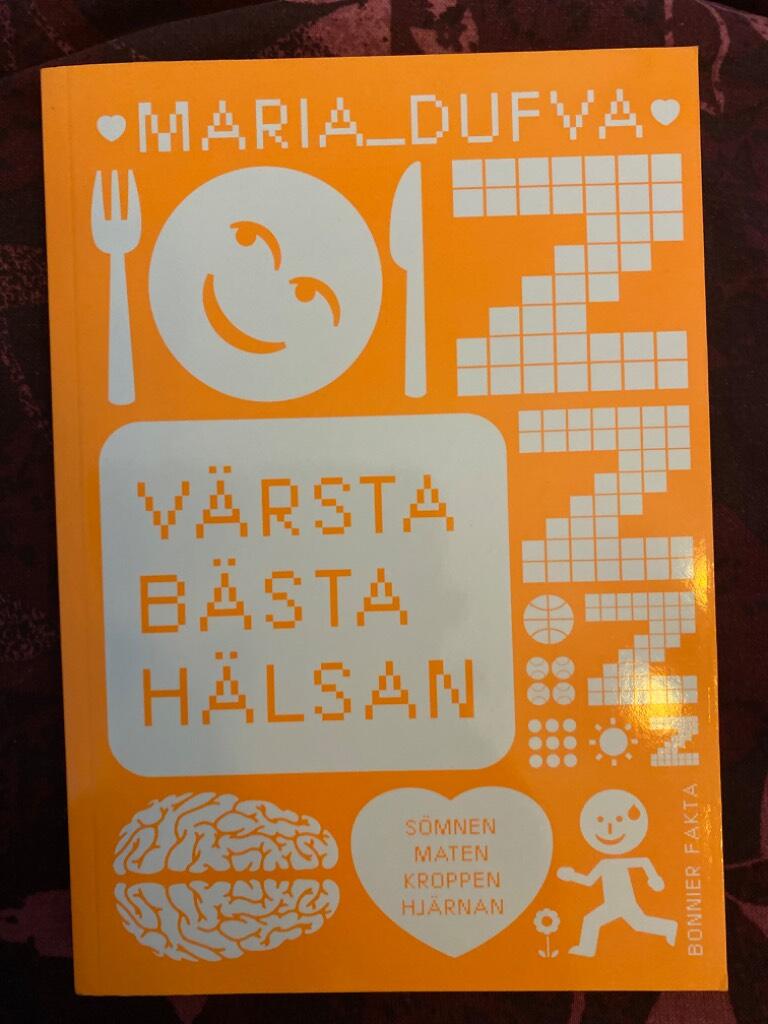 MARIA_DUFVA
VÄRSTA
BÄSTA
HÄLSAN
SÖMNEN
MATEN
KROPPEN
HJÄRNAN
BONNIER FAKTA
Z
Z
Z
Z